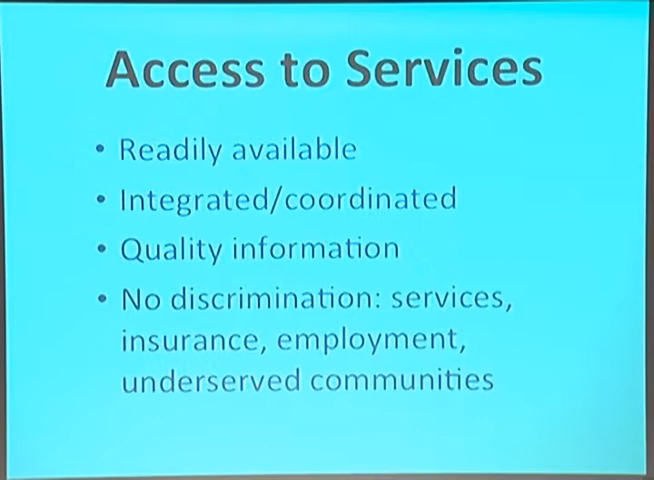 Access to Services
• Readily available
• Integrated/coordinated
• Quality information
• No discrimination: services,
insurance, employment,
underserved communities